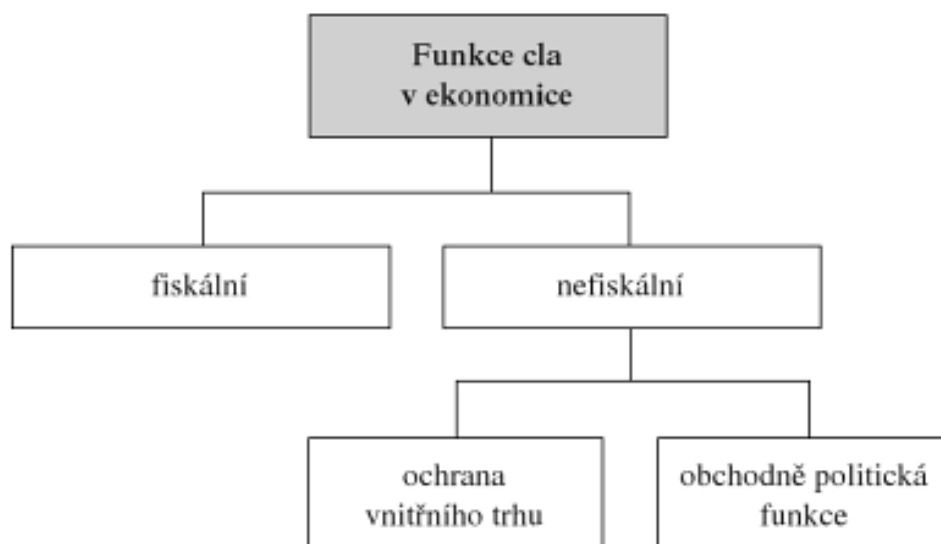 Funkce cla
v ekonomice
fiskální
nefiskální
ochrana
vnitřního trhu
obchodně politická
funkce